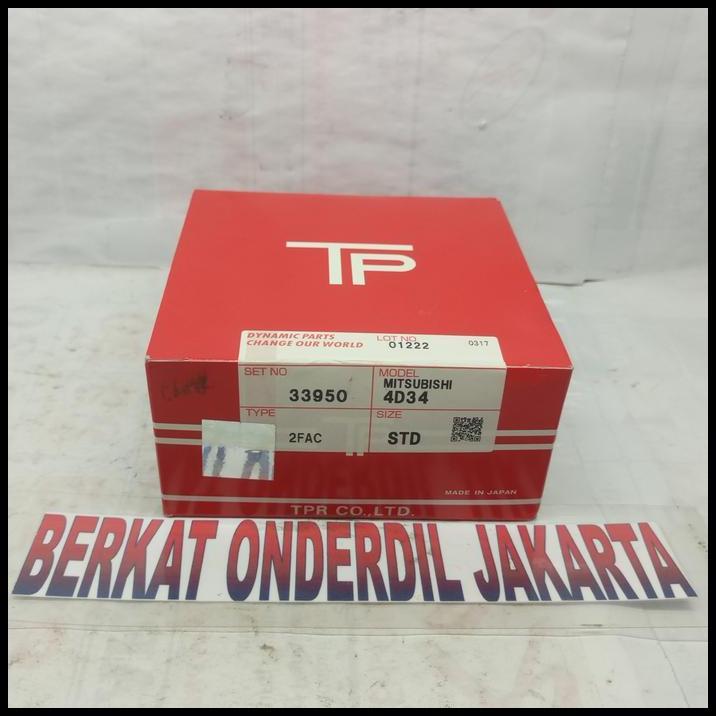 TP
DYNAMIC PARTS
CHANGE OUR WORLD
LOT NO.
01222
0317
SET NO
33950
MODEL
MITSUBISHI
4D34
TYPE
2FAC
SIZE
STD
TP
MADE IN JAPAN
TPR CO.,LTD.
BERKAT ONDERDIL JAKARTA